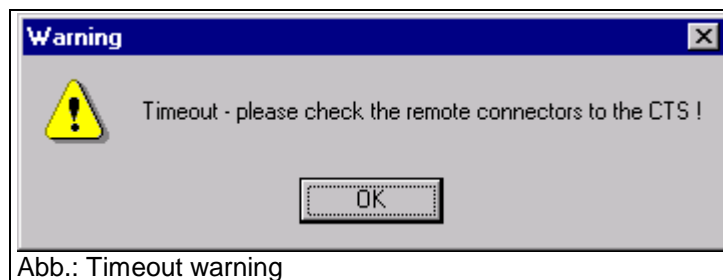 Warning
Timeout - please check the remote connectors to the CTS !
OK
Abb.: Timeout warning